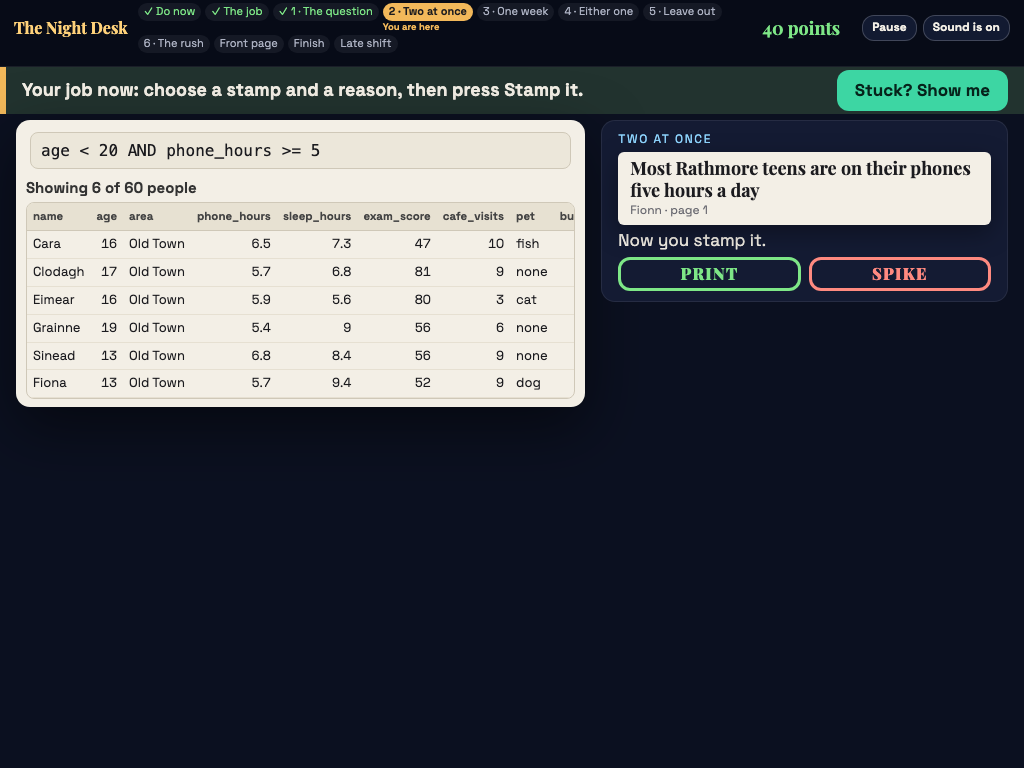 The Night Desk
✓ Do now ✓ The job ✓ 1 · The question 2 · Two at once 3 · One week 4 · Either one 5 · Leave out
You are here
6 · The rush Front page Finish Late shift
40 points
Pause
Sound is on
Your job now: choose a stamp and a reason, then press Stamp it.
Stuck? Show me
age < 20 AND phone_hours >= 5
Showing 6 of 60 people
name age area phone_hours sleep_hours exam_score cafe_visits pet bu
Cara 16 Old Town 6.5 7.3 47 10 fish
Clodagh 17 Old Town 5.7 6.8 81 9 none
Eimear 16 Old Town 5.9 5.6 80 3 cat
Grainne 19 Old Town 5.4 9 56 6 none
Sinead 13 Old Town 6.8 8.4 56 9 none
Fiona 13 Old Town 5.7 9.4 52 9 dog
TWO AT ONCE
Most Rathmore teens are on their phones
five hours a day
Fionn · page 1
Now you stamp it.
PRINT SPIKE